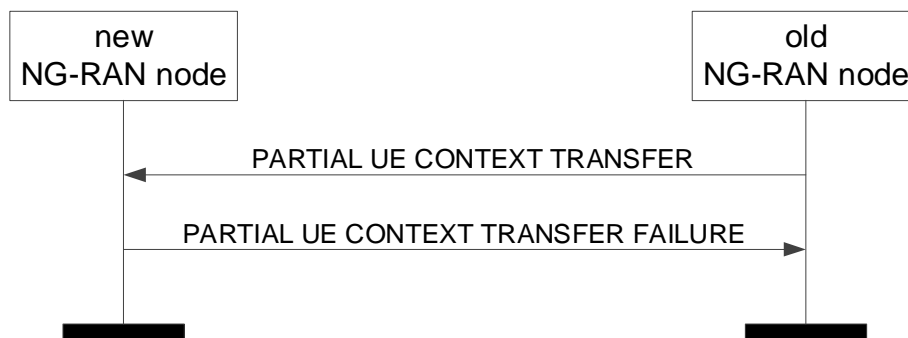 new
NG-RAN node
old
NG-RAN node
PARTIAL UE CONTEXT TRANSFER
PARTIAL UE CONTEXT TRANSFER FAILURE